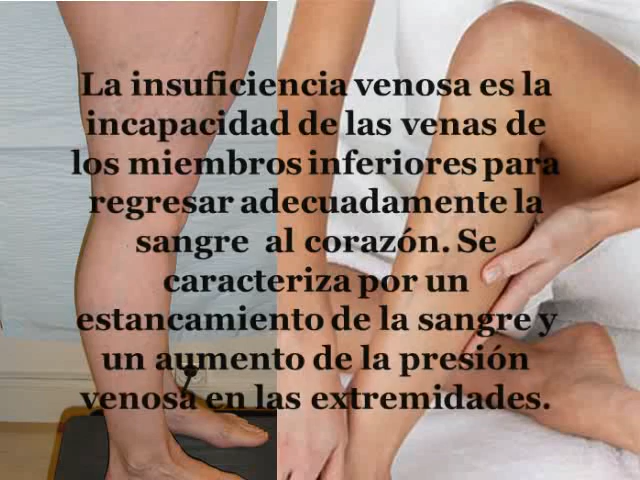 La insuficiencia venosa es la
incapacidad de las venas de
los miembros inferiores para
regresar adecuadamente la
sangre al corazón. Se
caracteriza por un
estancamiento de la sangre y
un aumento de la presión
venosa en las extremidades.